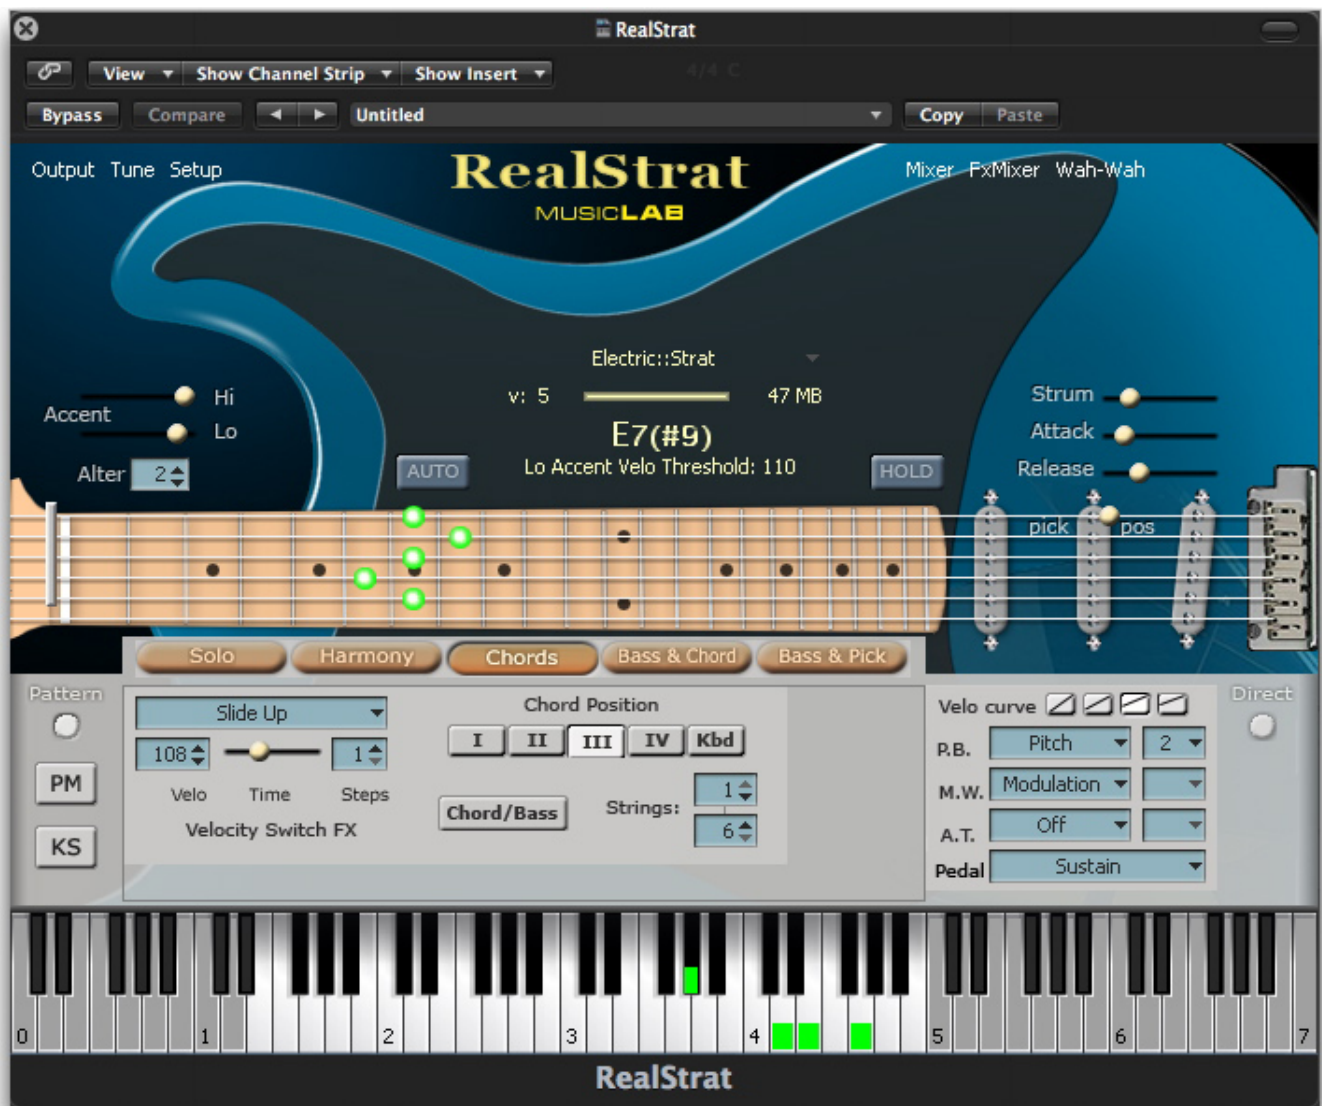 RealStrat
View Show Channel Strip Show Insert 4/4 C
Bypass Compare Untitled Copy Paste
Output Tune Setup RealStrat Mixer FxMixer Wah-Wah
MUSICLAB
Electric::Strat
v: 5 47 MB
Accent Hi
Lo
Alter 2
E7(#9)
AUTO Lo Accent Velo Threshold: 110 HOLD
Strum
Attack
Release
pick pos
Solo Harmony Chords Bass & Chord Bass & Pick
Pattern
Slide Up
108 1
Velo Time Steps
Velocity Switch FX
PM
KS
Chord Position
I II III IV Kbd
Chord/Bass Strings: 1
6
Velo curve
P.B. Pitch 2
M.W. Modulation
A.T. Off
Pedal Sustain
Direct
0 1 2 3 4 5 6 7
RealStrat